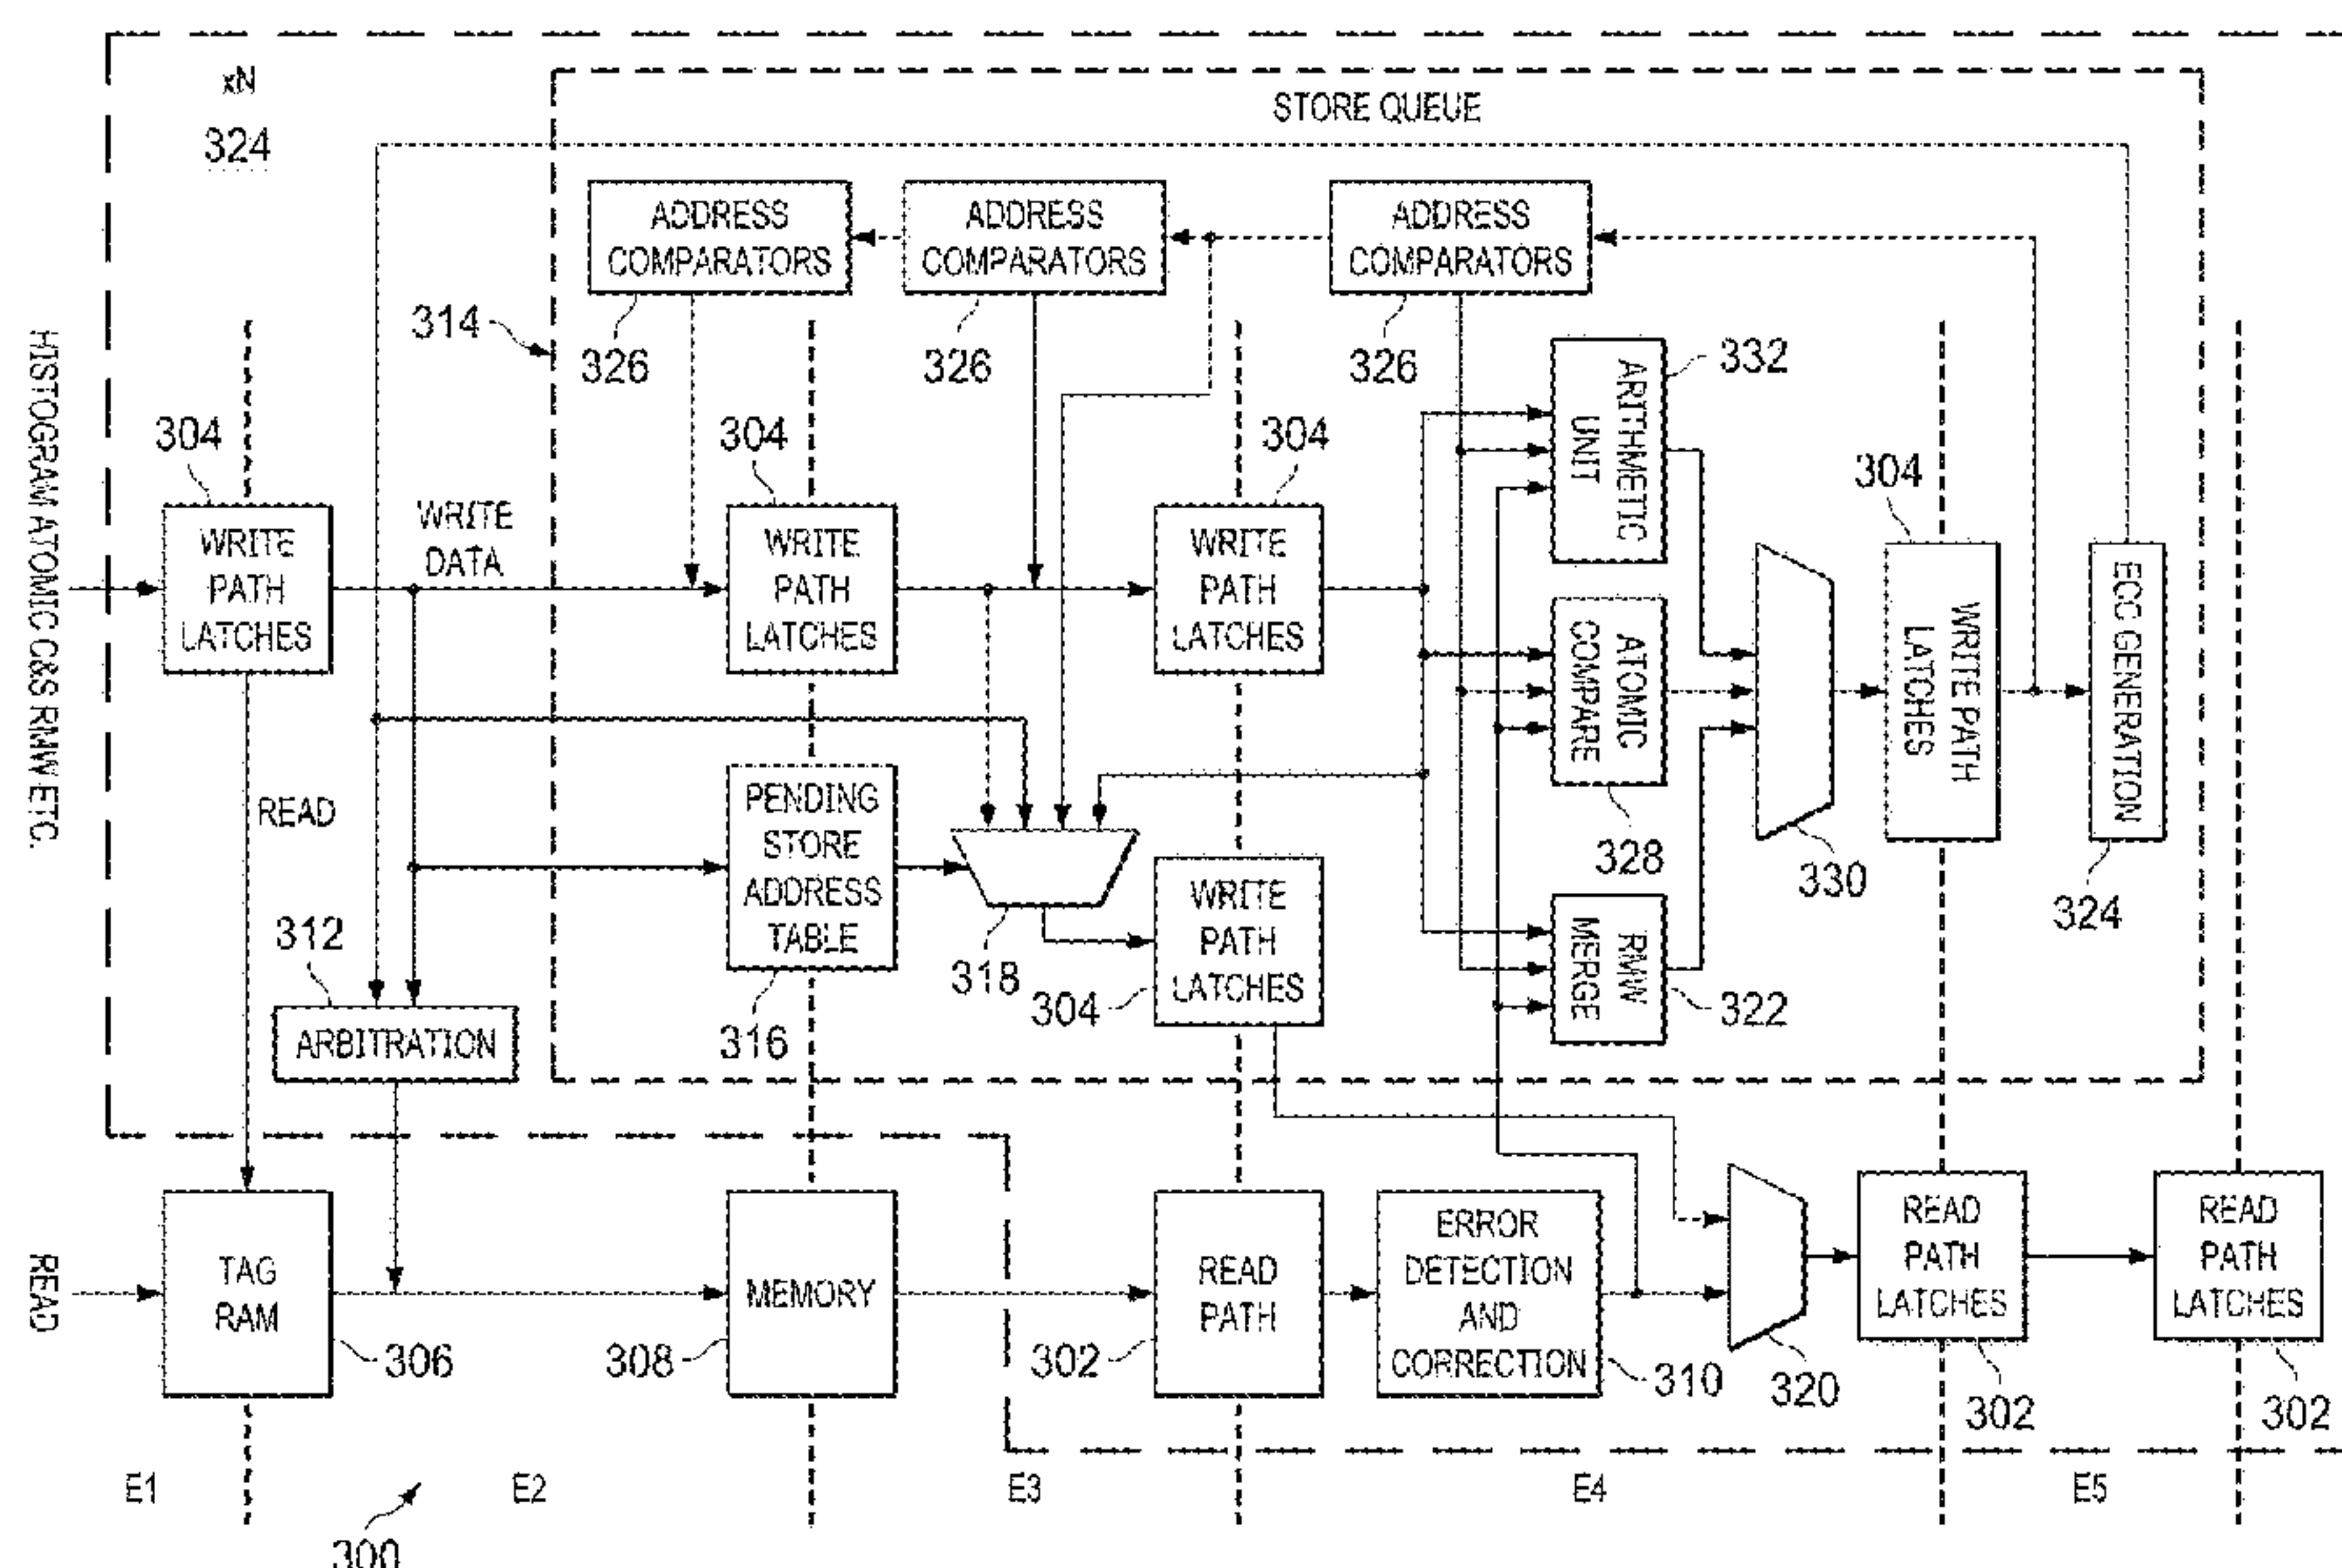 xN
324
STORE QUEUE
ADDRESS
COMPARATORS
326
ADDRESS
COMPARATORS
326
ADDRESS
COMPARATORS
326
314
HISTOGRAM ATOMIC C&S RMW ETC.
304
WRITE
PATH
LATCHES
WRITE
DATA
304
WRITE
PATH
LATCHES
304
WRITE
PATH
LATCHES
332
ARITHMETIC
UNIT
ATOMIC
COMPARE
328
RMW
MERGE
322
330
304
WRITE PATH
LATCHES
ECC GENERATION
324
READ
PENDING
STORE
ADDRESS
TABLE
316
318
WRITE
PATH
LATCHES
304
312
ARBITRATION
READ
TAG
RAM
306
MEMORY
308
READ
PATH
302
ERROR
DETECTION
AND
CORRECTION
310
320
READ
PATH
LATCHES
302
READ
PATH
LATCHES
302
E1
E2
E3
E4
E5
300